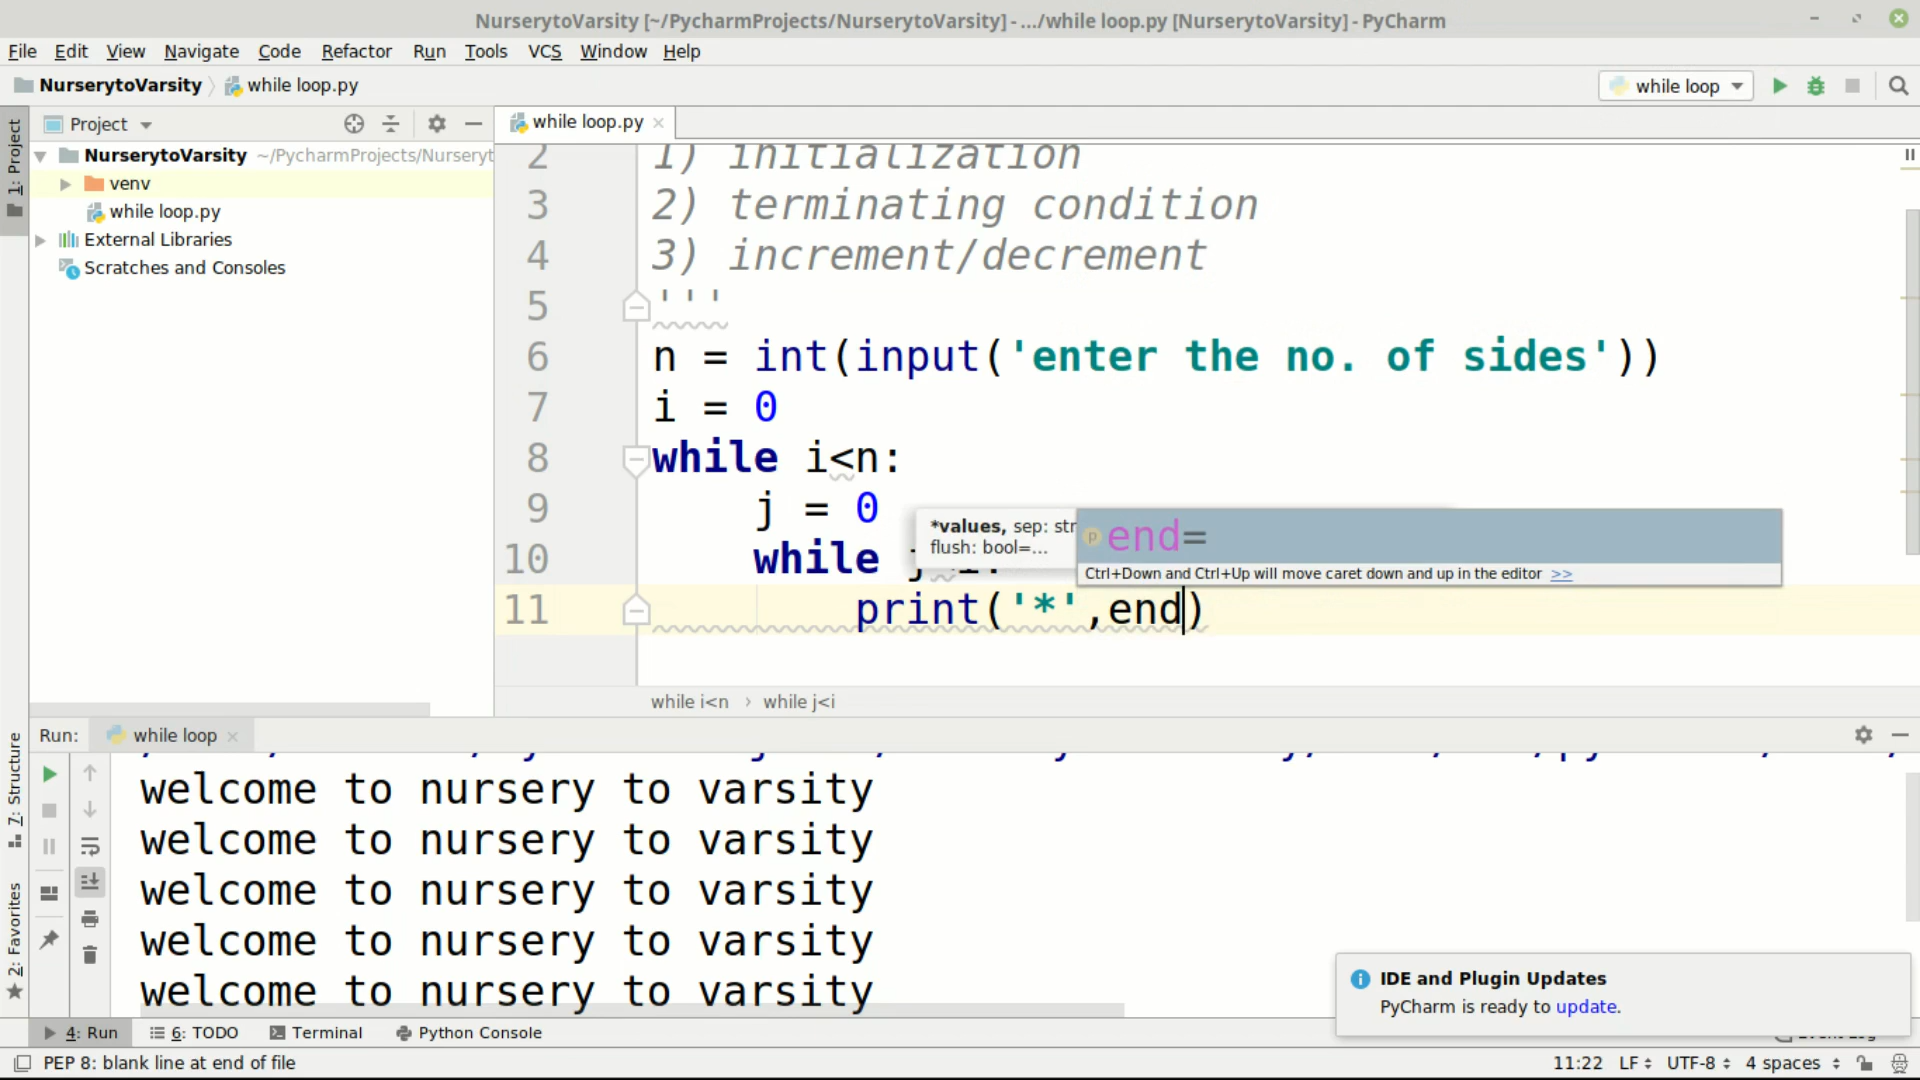 NurserytoVarsity [~/PycharmProjects/NurserytoVarsity] - .../while loop.py [NurserytoVarsity] - PyCharm
File Edit View Navigate Code Refactor Run Tools VCS Window Help
NurserytoVarsity while loop.py while loop
1: Project
Project
while loop.py
NurserytoVarsity ~/PycharmProjects/Nurseryt
venv
while loop.py
External Libraries
Scratches and Consoles
2 1) initialization
3 2) terminating condition
4 3) increment/decrement
5 '''
6 n = int(input('enter the no. of sides'))
7 i = 0
8 while i<n:
9 j = 0
*values, sep: str
flush: bool=...
end=
Ctrl+Down and Ctrl+Up will move caret down and up in the editor >>
10 while j<i:
11 print('*',end)
while i<n › while j<i
Run: while loop
7: Structure
2: Favorites
welcome to nursery to varsity
welcome to nursery to varsity
welcome to nursery to varsity
welcome to nursery to varsity
welcome to nursery to varsity
IDE and Plugin Updates
PyCharm is ready to update.
4: Run 6: TODO Terminal Python Console
PEP 8: blank line at end of file 11:22 LF UTF-8 4 spaces